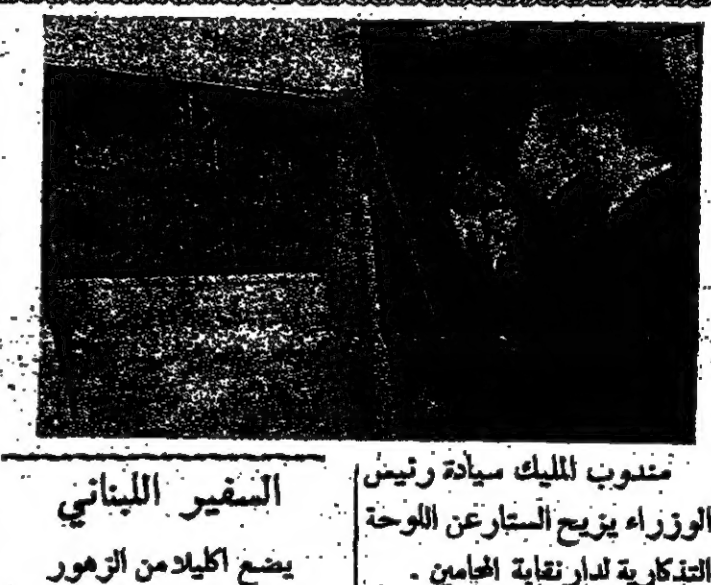 مندوب المليك سيادة رئيس
الوزراء يزيح الستار عن اللوحة
التذكارية لدار نقابة المحامين .
السفير اللبناني
يضع اكليلا من الزهور